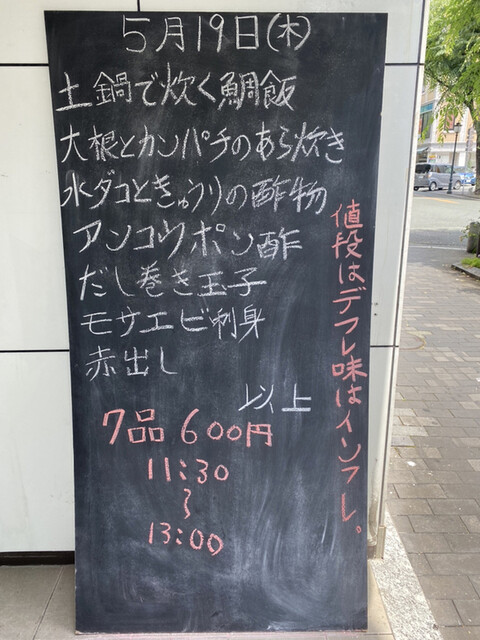 5月19日(木)
土鍋で炊く鯛飯
大根とカンパチのあら炊き
水ダコときゅうりの酢物
アンコウポン酢
だし巻き玉子
モサエビ刺身
赤出し
以上
7品600円
11:30
〜
13:00
値段はデフレ味はインフレ。